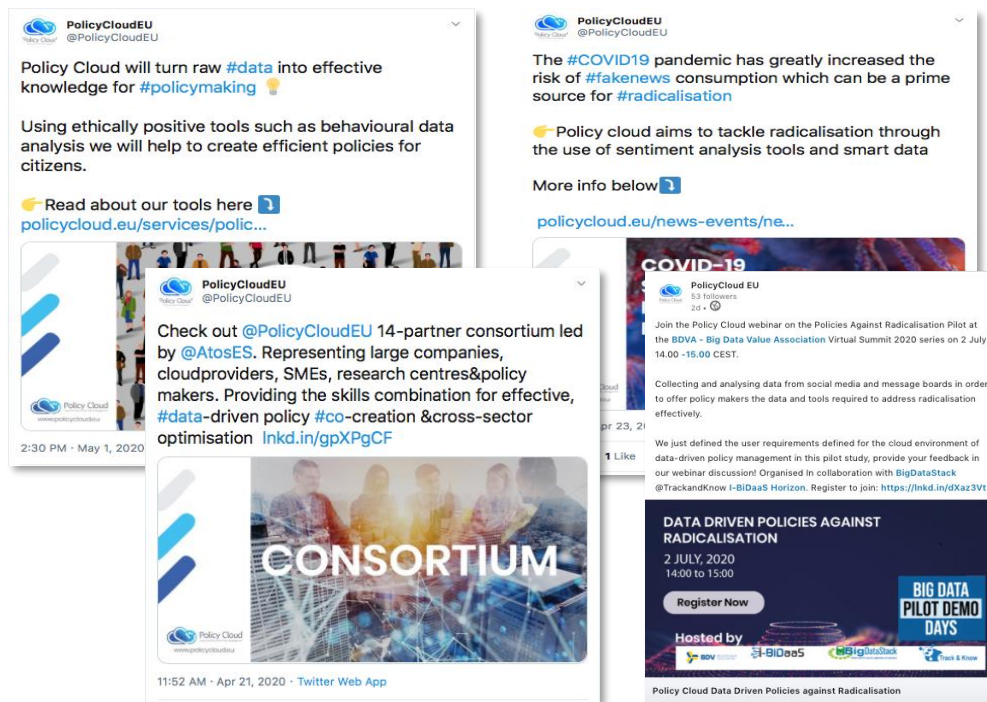 PolicyCloudEU
@PolicyCloudEU
Policy Cloud will turn raw #data into effective
knowledge for #policymaking
Using ethically positive tools such as behavioural data
analysis we will help to create efficient policies for
citizens.
Read about our tools here
policycloud.eu/services/polic...
Policy Cloud
www.policycloud.eu
2:30 PM · May 1, 2020
PolicyCloudEU
@PolicyCloudEU
The #COVID19 pandemic has greatly increased the
risk of #fakenews consumption which can be a prime
source for #radicalisation
Policy cloud aims to tackle radicalisation through
the use of sentiment analysis tools and smart data
More info below
policycloud.eu/news-events/ne...
COVID-19
pr 23, 2
1 Like
PolicyCloudEU
@PolicyCloudEU
Check out @PolicyCloudEU 14-partner consortium led
by @AtosES. Representing large companies,
cloudproviders, SMEs, research centres&policy
makers. Providing the skills combination for effective,
#data-driven policy #co-creation &cross-sector
optimisation lnkd.in/gpXPgCF
CONSORTIUM
Policy Cloud
www.policycloud.eu
11:52 AM · Apr 21, 2020 · Twitter Web App
PolicyCloud EU
53 followers
2d •
Join the Policy Cloud webinar on the Policies Against Radicalisation Pilot at
the BDVA - Big Data Value Association Virtual Summit 2020 series on 2 July
14.00 -15.00 CEST.
Collecting and analysing data from social media and message boards in order
to offer policy makers the data and tools required to address radicalisation
effectively.
We just defined the user requirements defined for the cloud environment of
data-driven policy management in this pilot study, provide your feedback in
our webinar discussion! Organised In collaboration with BigDataStack
@TrackandKnow I-BiDaaS Horizon. Register to join: https://lnkd.in/dXaz3Vt
DATA DRIVEN POLICIES AGAINST
RADICALISATION
2 JULY, 2020
14:00 to 15:00
Register Now
BIG DATA
PILOT DEMO
DAYS
Hosted by
BDV
I-BiDaaS
BigDataStack
Track & Know
Policy Cloud Data Driven Policies against Radicalisation